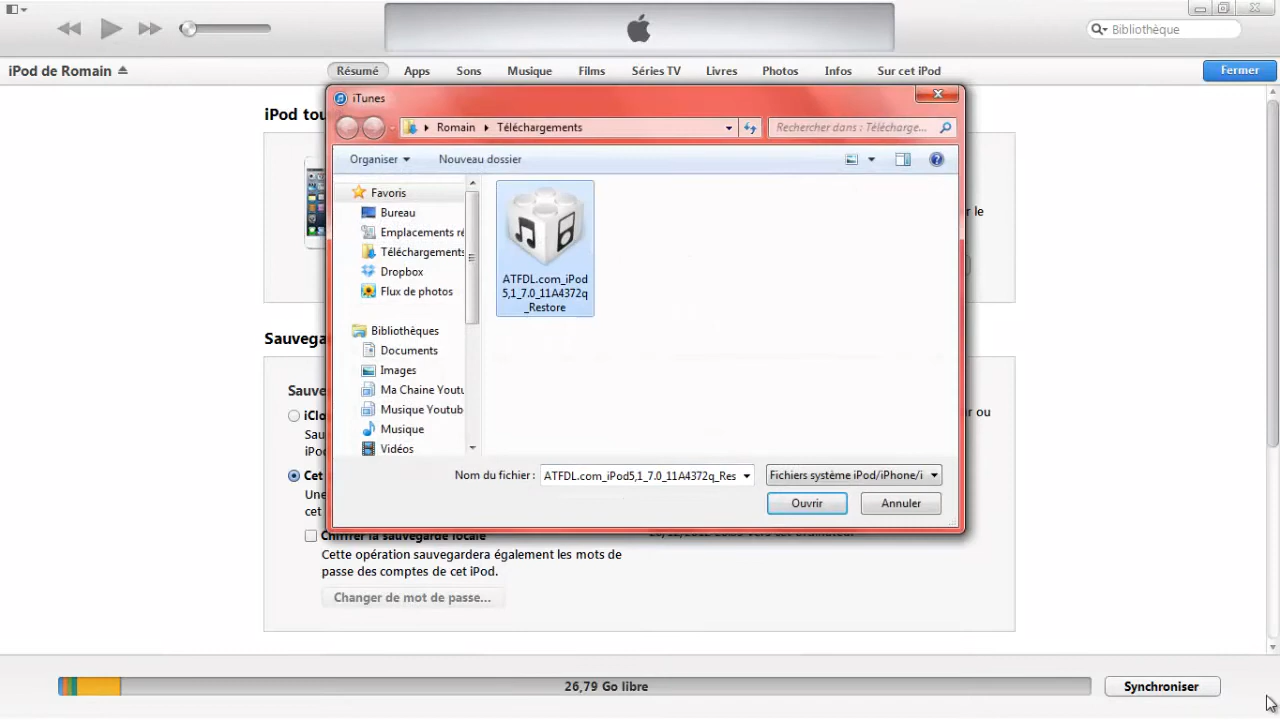 Bibliothèque
iPod de Romain
Résumé Apps Sons Musique Films Séries TV Livres Photos Infos Sur cet iPod
Fermer
iPod tou
iTunes
Romain Téléchargements
Rechercher dans : Télécharge...
Organiser Nouveau dossier
Favoris
Bureau
Emplacements ré
Téléchargements
Dropbox
Flux de photos
Bibliothèques
Documents
Images
Ma Chaine Youtu
Musique Youtub
Musique
Vidéos
ATFDL.com_iPod
5,1_7.0_11A4372q
_Restore
Nom du fichier : ATFDL.com_iPod5,1_7.0_11A4372q_Res
Fichiers système iPod/iPhone/i
Ouvrir Annuler
r le
Sauvega
Sauve
iClo
Sau
iPo
ou
Cet
Une
cet
Chiffrer la sauvegarde locale
Cette opération sauvegardera également les mots de
passe des comptes de cet iPod.
Changer de mot de passe...
26,79 Go libre
Synchroniser